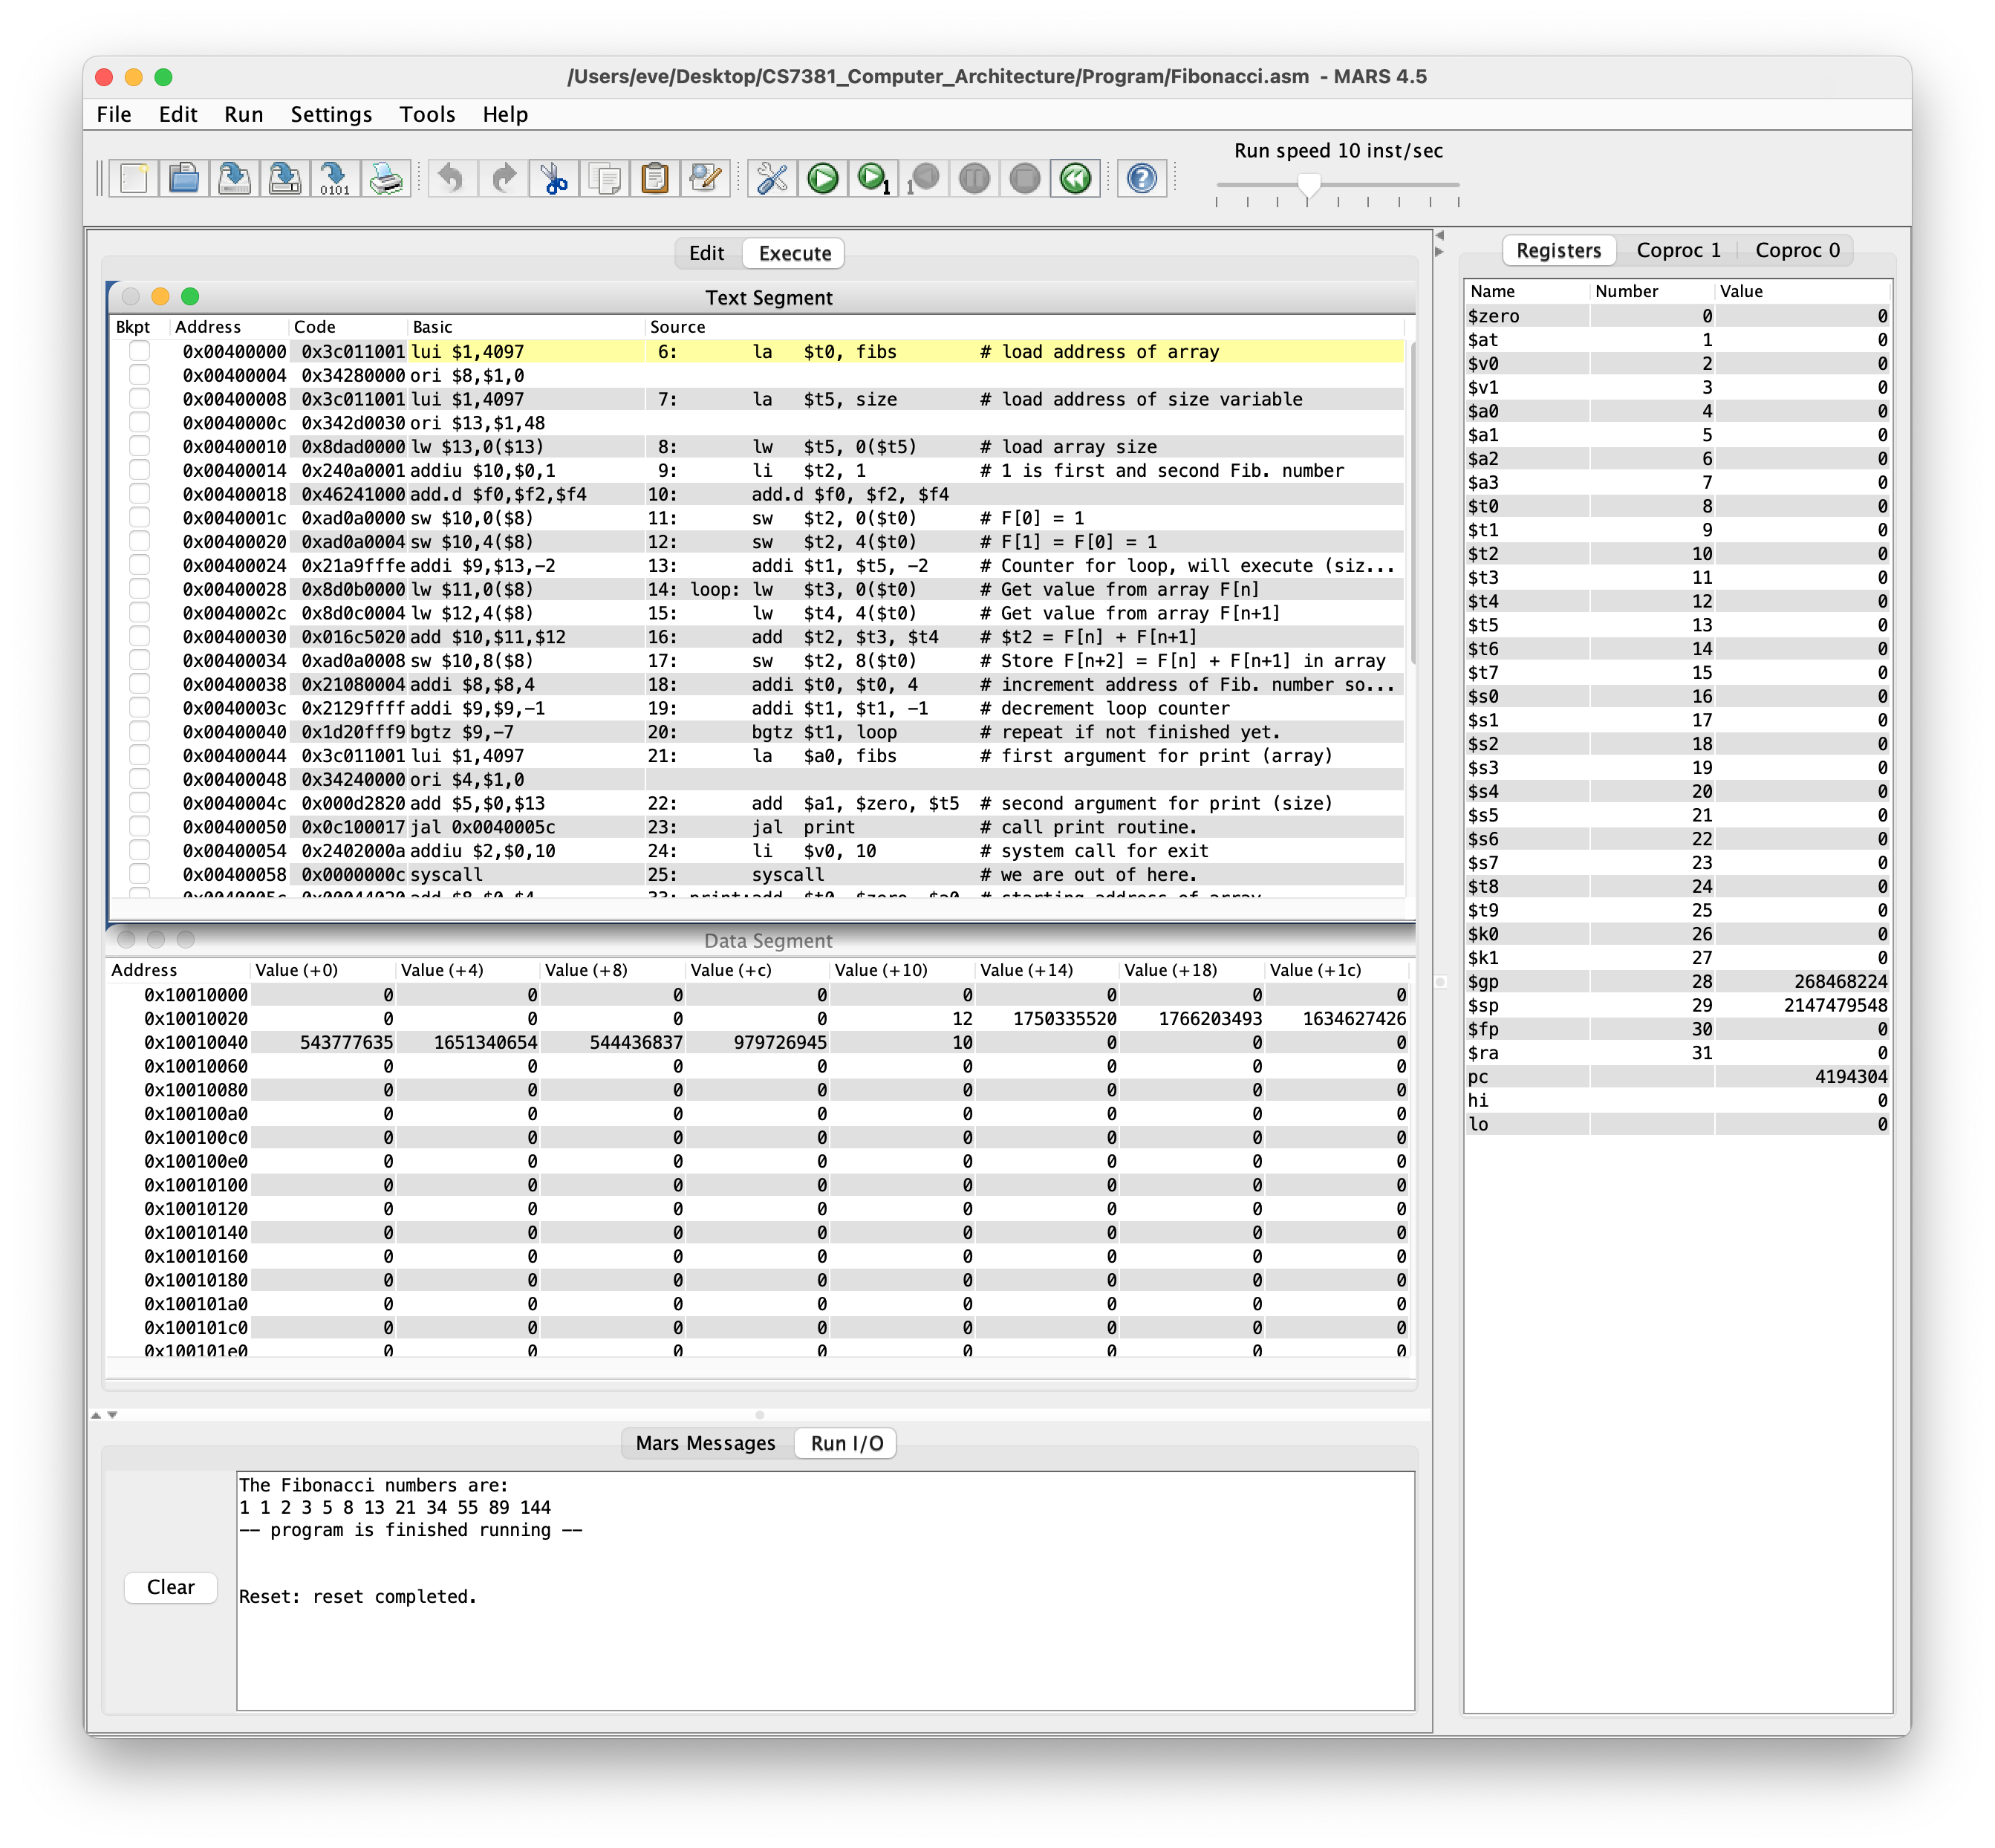 /Users/eve/Desktop/CS7381_Computer_Architecture/Program/Fibonacci.asm - MARS 4.5
File Edit Run Settings Tools Help
Run speed 10 inst/sec
0101 1 1
Edit Execute
Text Segment
Bkpt Address Code Basic Source
0x00400000 0x3c011001 lui $1,4097 6: la $t0, fibs # load address of array
0x00400004 0x34280000 ori $8,$1,0
0x00400008 0x3c011001 lui $1,4097 7: la $t5, size # load address of size variable
0x0040000c 0x342d0030 ori $13,$1,48
0x00400010 0x8dad0000 lw $13,0($13) 8: lw $t5, 0($t5) # load array size
0x00400014 0x240a0001 addiu $10,$0,1 9: li $t2, 1 # 1 is first and second Fib. number
0x00400018 0x46241000 add.d $f0,$f2,$f4 10: add.d $f0, $f2, $f4
0x0040001c 0xad0a0000 sw $10,0($8) 11: sw $t2, 0($t0) # F[0] = 1
0x00400020 0xad0a0004 sw $10,4($8) 12: sw $t2, 4($t0) # F[1] = F[0] = 1
0x00400024 0x21a9fffe addi $9,$13,-2 13: addi $t1, $t5, -2 # Counter for loop, will execute (siz...
0x00400028 0x8d0b0000 lw $11,0($8) 14: loop: lw $t3, 0($t0) # Get value from array F[n]
0x0040002c 0x8d0c0004 lw $12,4($8) 15: lw $t4, 4($t0) # Get value from array F[n+1]
0x00400030 0x016c5020 add $10,$11,$12 16: add $t2, $t3, $t4 # $t2 = F[n] + F[n+1]
0x00400034 0xad0a0008 sw $10,8($8) 17: sw $t2, 8($t0) # Store F[n+2] = F[n] + F[n+1] in array
0x00400038 0x21080004 addi $8,$8,4 18: addi $t0, $t0, 4 # increment address of Fib. number so...
0x0040003c 0x2129ffff addi $9,$9,-1 19: addi $t1, $t1, -1 # decrement loop counter
0x00400040 0x1d20fff9 bgtz $9,-7 20: bgtz $t1, loop # repeat if not finished yet.
0x00400044 0x3c011001 lui $1,4097 21: la $a0, fibs # first argument for print (array)
0x00400048 0x34240000 ori $4,$1,0
0x0040004c 0x000d2820 add $5,$0,$13 22: add $a1, $zero, $t5 # second argument for print (size)
0x00400050 0x0c100017 jal 0x0040005c 23: jal print # call print routine.
0x00400054 0x2402000a addiu $2,$0,10 24: li $v0, 10 # system call for exit
0x00400058 0x0000000c syscall 25: syscall # we are out of here.
0x0040005c 0x00044020 add $8,$0,$4 33: print:add $t0, $zero, $a0 # starting address of array
Data Segment
Address Value (+0) Value (+4) Value (+8) Value (+c) Value (+10) Value (+14) Value (+18) Value (+1c)
0x10010000 0 0 0 0 0 0 0 0
0x10010020 0 0 0 0 12 1750335520 1766203493 1634627426
0x10010040 543777635 1651340654 544436837 979726945 10 0 0 0
0x10010060 0 0 0 0 0 0 0 0
0x10010080 0 0 0 0 0 0 0 0
0x100100a0 0 0 0 0 0 0 0 0
0x100100c0 0 0 0 0 0 0 0 0
0x100100e0 0 0 0 0 0 0 0 0
0x10010100 0 0 0 0 0 0 0 0
0x10010120 0 0 0 0 0 0 0 0
0x10010140 0 0 0 0 0 0 0 0
0x10010160 0 0 0 0 0 0 0 0
0x10010180 0 0 0 0 0 0 0 0
0x100101a0 0 0 0 0 0 0 0 0
0x100101c0 0 0 0 0 0 0 0 0
0x100101e0 0 0 0 0 0 0 0 0
Mars Messages Run I/O
The Fibonacci numbers are:
1 1 2 3 5 8 13 21 34 55 89 144
-- program is finished running --
Reset: reset completed.
Clear
Registers Coproc 1 Coproc 0
Name Number Value
$zero 0 0
$at 1 0
$v0 2 0
$v1 3 0
$a0 4 0
$a1 5 0
$a2 6 0
$a3 7 0
$t0 8 0
$t1 9 0
$t2 10 0
$t3 11 0
$t4 12 0
$t5 13 0
$t6 14 0
$t7 15 0
$s0 16 0
$s1 17 0
$s2 18 0
$s3 19 0
$s4 20 0
$s5 21 0
$s6 22 0
$s7 23 0
$t8 24 0
$t9 25 0
$k0 26 0
$k1 27 0
$gp 28 268468224
$sp 29 2147479548
$fp 30 0
$ra 31 0
pc 4194304
hi 0
lo 0